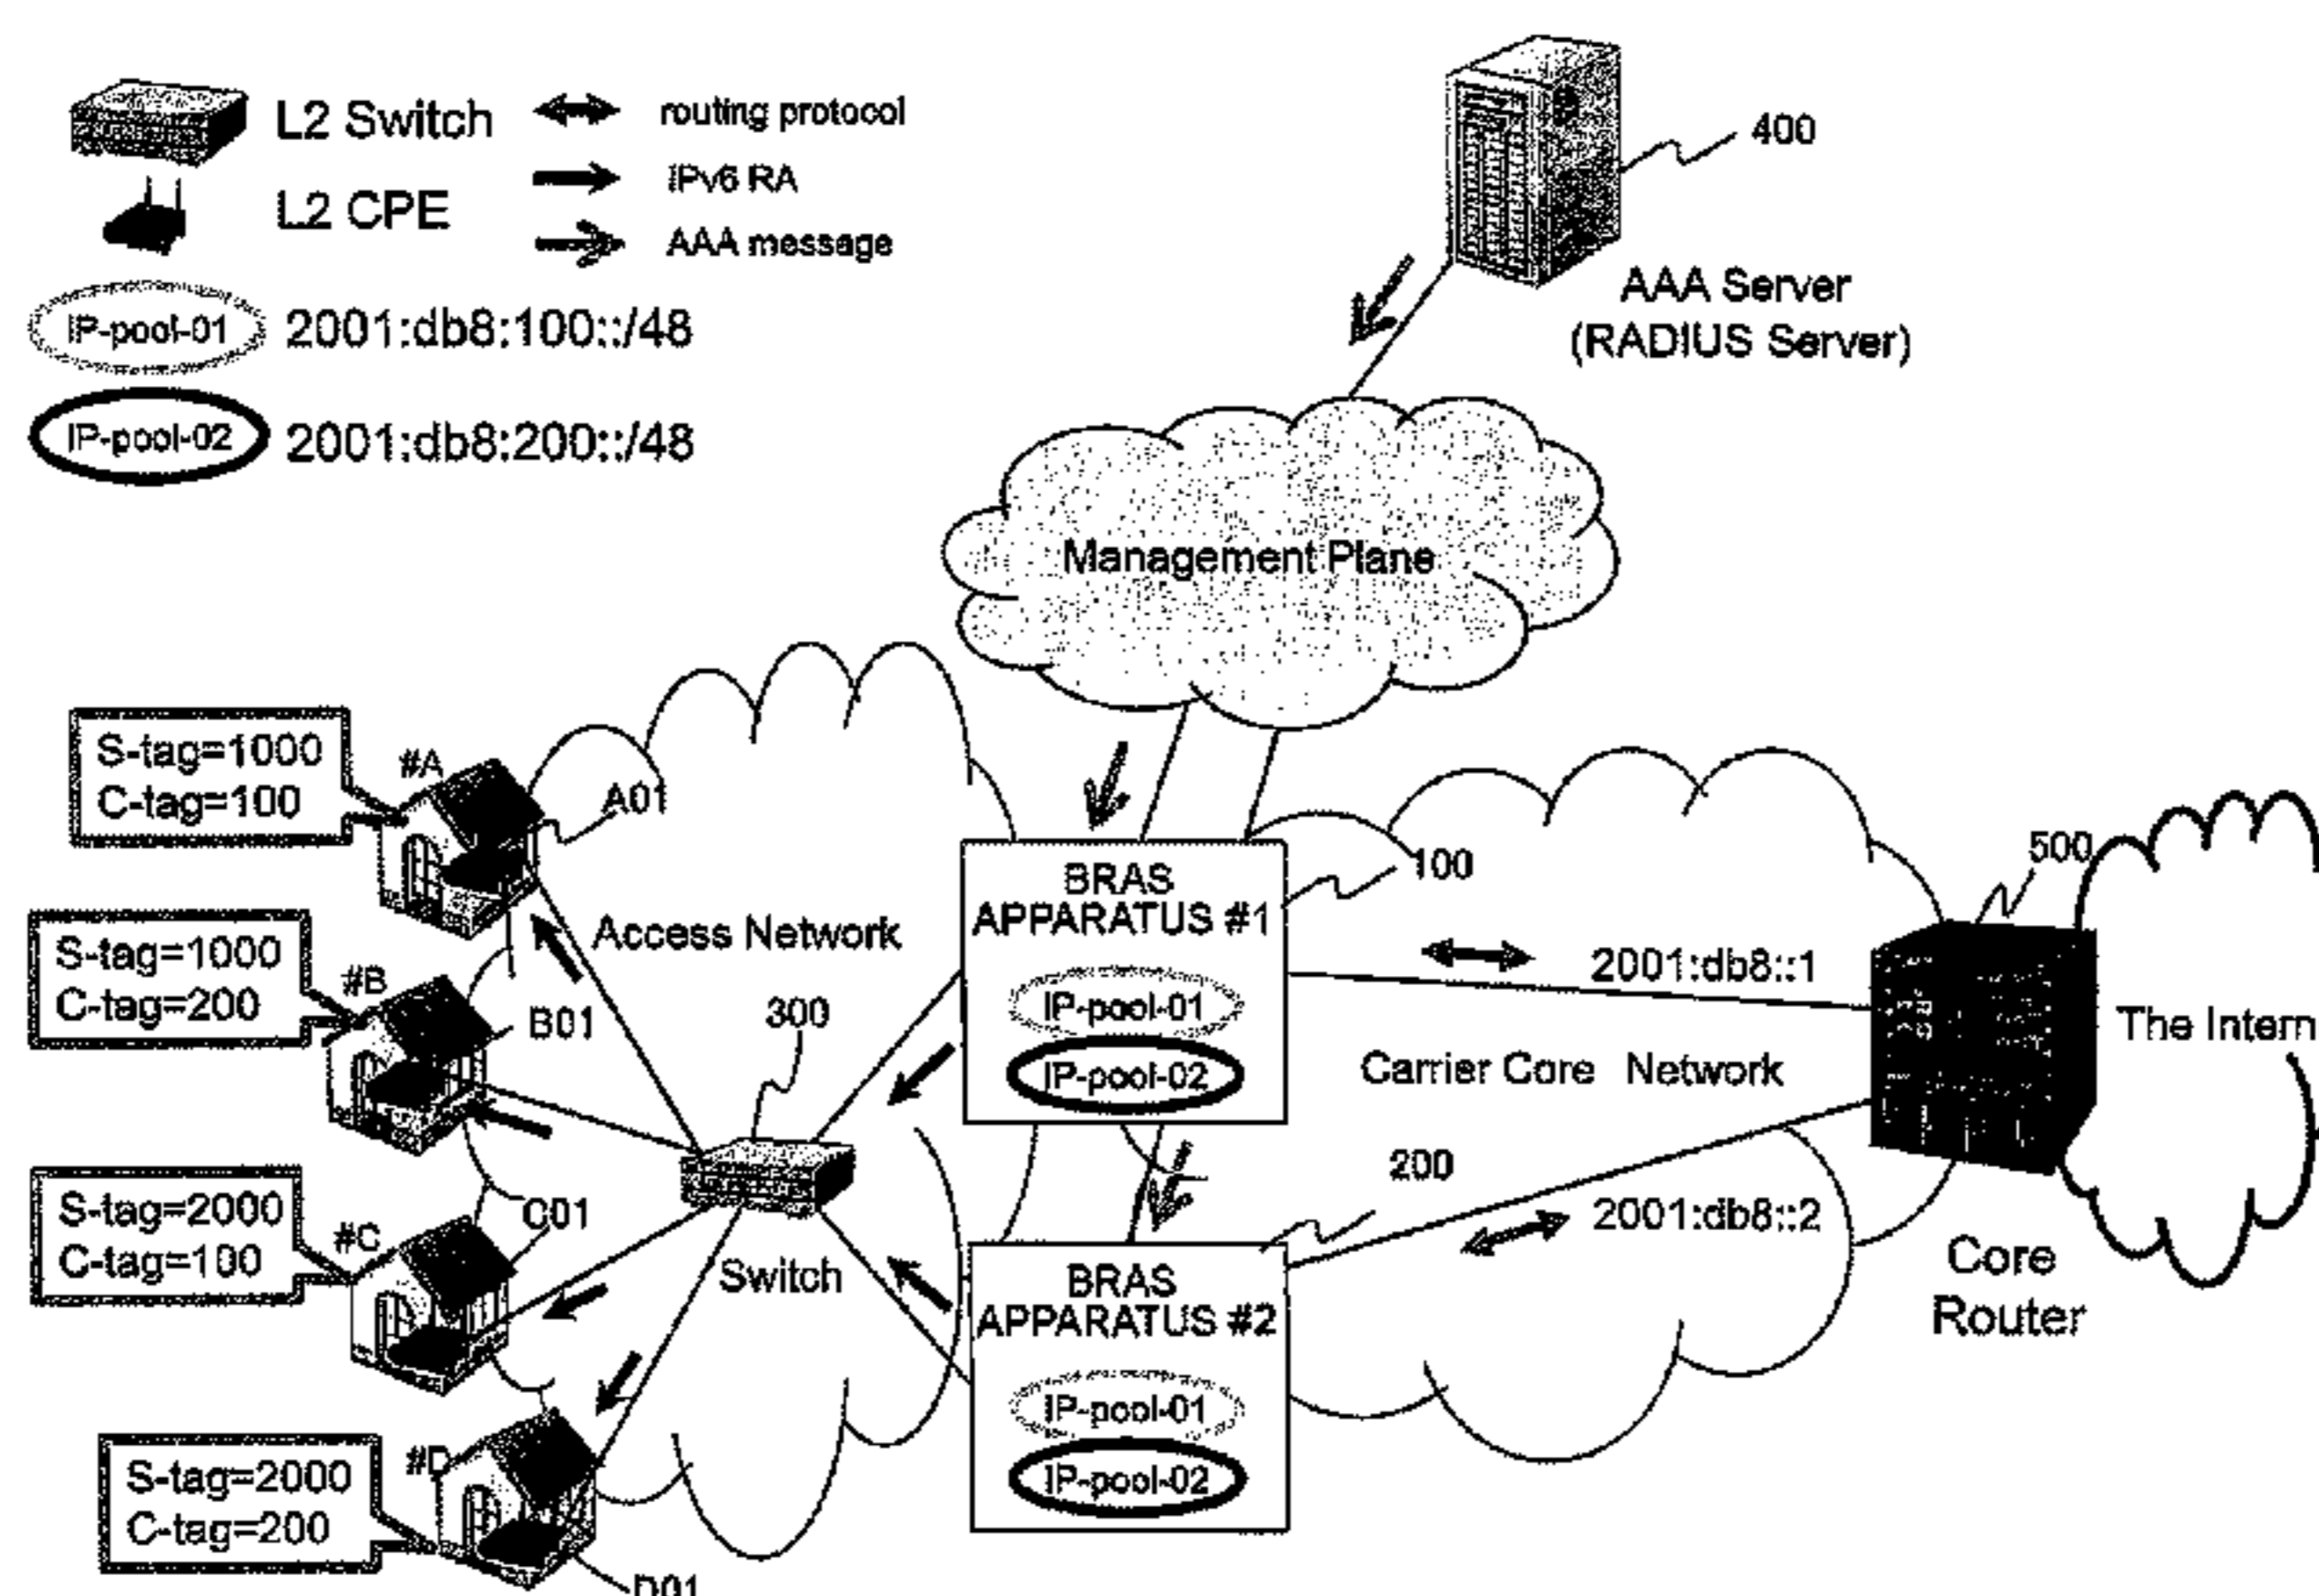 L2 Switch
routing protocol
L2 CPE
IPv6 RA
AAA message
IP-pool-01
2001:db8:100::/48
IP-pool-02
2001:db8:200::/48
400
AAA Server
(RADIUS Server)
Management Plane
S-tag=1000
C-tag=100
#A
A01
S-tag=1000
C-tag=200
#B
B01
Access Network
300
BRAS
APPARATUS #1
IP-pool-01
IP-pool-02
100
2001:db8::1
500
The Intern
Carrier Core Network
S-tag=2000
C-tag=100
#C
C01
Switch
200
2001:db8::2
BRAS
APPARATUS #2
IP-pool-01
IP-pool-02
Core
Router
S-tag=2000
C-tag=200
#D
D01